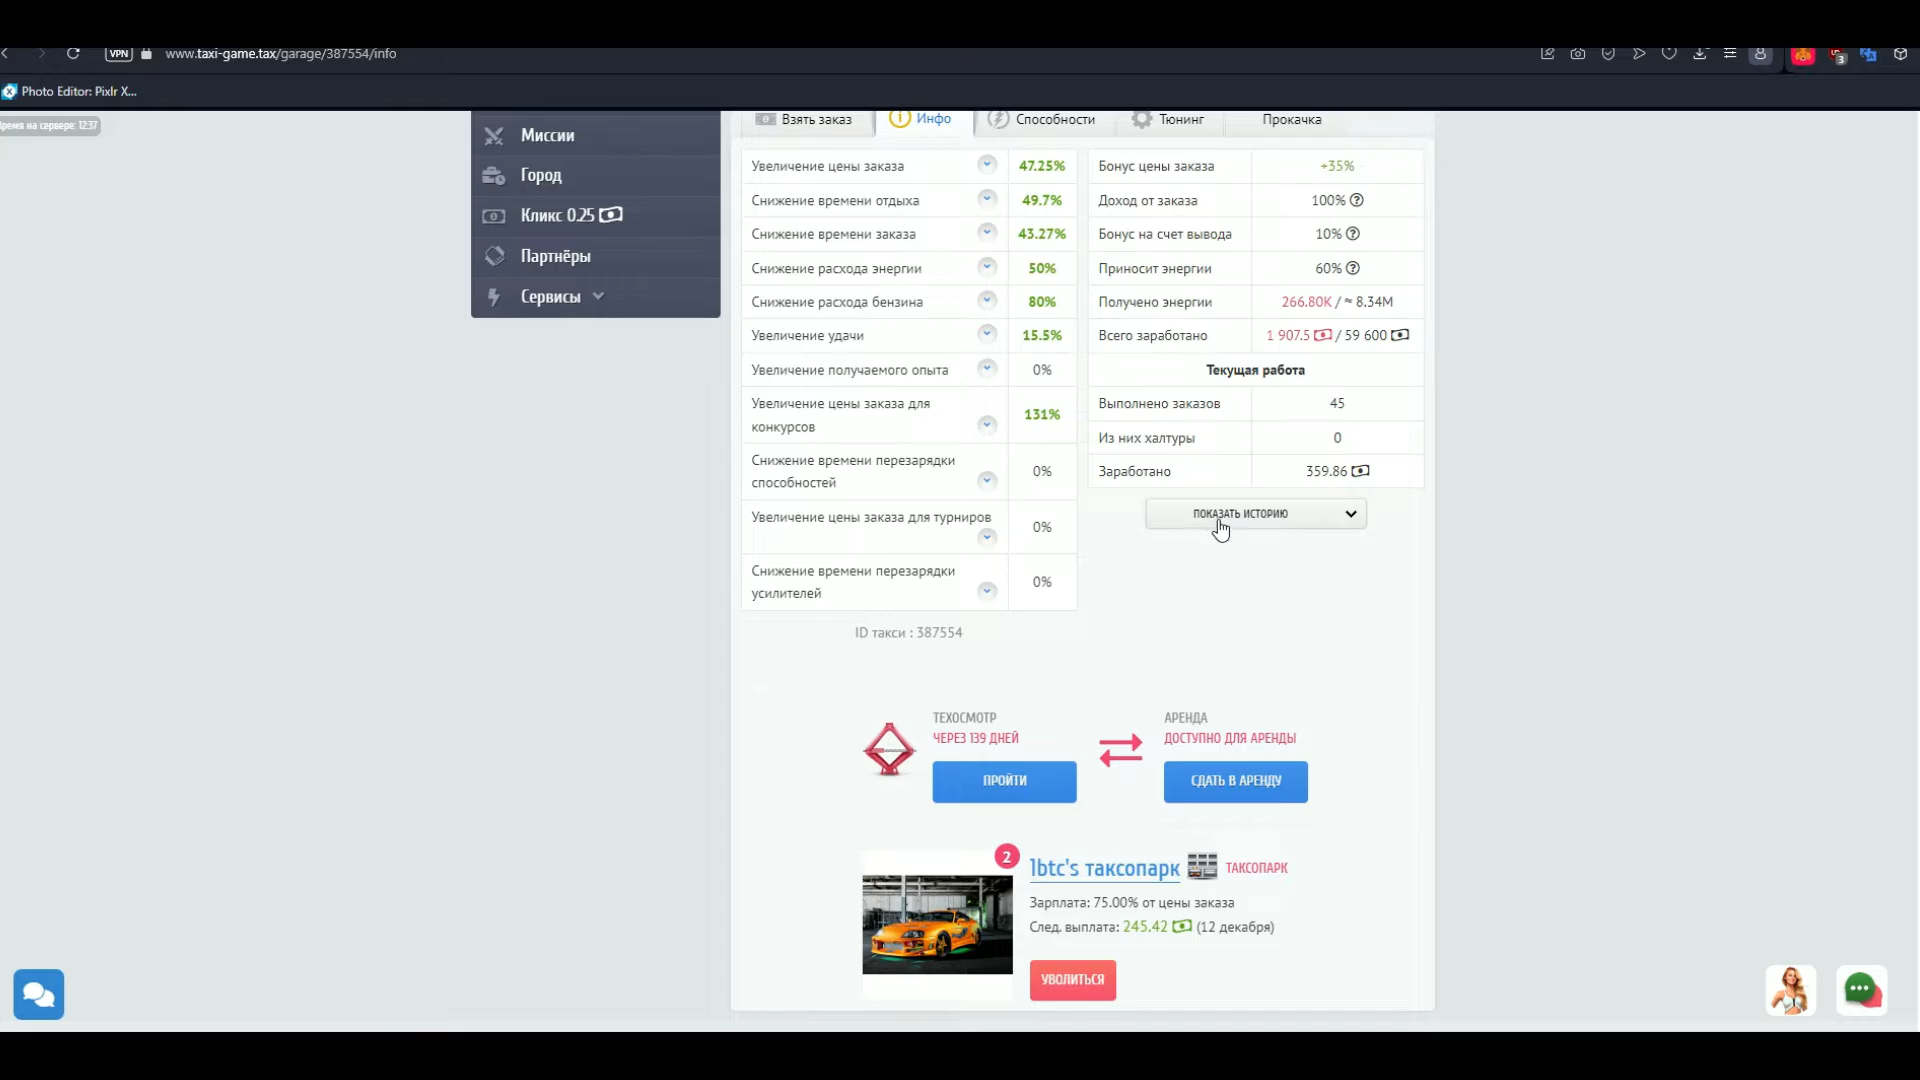 VPN
www.taxi-game.tax/garage/387554/info
3
Photo Editor: Pixlr X...
Время на сервере: 12:37
Миссии
Город
Кликс 0.25
Партнёры
Сервисы
Взять заказ
Инфо
Способности
Тюнинг
Прокачка
Увеличение цены заказа 47.25%
Снижение времени отдыха 49.7%
Снижение времени заказа 43.27%
Снижение расхода энергии 50%
Снижение расхода бензина 80%
Увеличение удачи 15.5%
Увеличение получаемого опыта 0%
Увеличение цены заказа для
конкурсов
131%
Снижение времени перезарядки
способностей
0%
Увеличение цены заказа для турниров
0%
Снижение времени перезарядки
усилителей
0%
ID такси : 387554
Бонус цены заказа +35%
Доход от заказа 100% ?
Бонус на счет вывода 10% ?
Приносит энергии 60% ?
Получено энергии 266.80K / ≈ 8.34M
Всего заработано 1 907.5 / 59 600
Текущая работа
Выполнено заказов 45
Из них халтуры 0
Заработано 359.86
ПОКАЗАТЬ ИСТОРИЮ
ТЕХОСМОТР
ЧЕРЕЗ 139 ДНЕЙ
ПРОЙТИ
АРЕНДА
ДОСТУПНО ДЛЯ АРЕНДЫ
СДАТЬ В АРЕНДУ
2
1btc's таксопарк
ТАКСОПАРК
Зарплата: 75.00% от цены заказа
След. выплата: 245.42 (12 декабря)
УВОЛИТЬСЯ